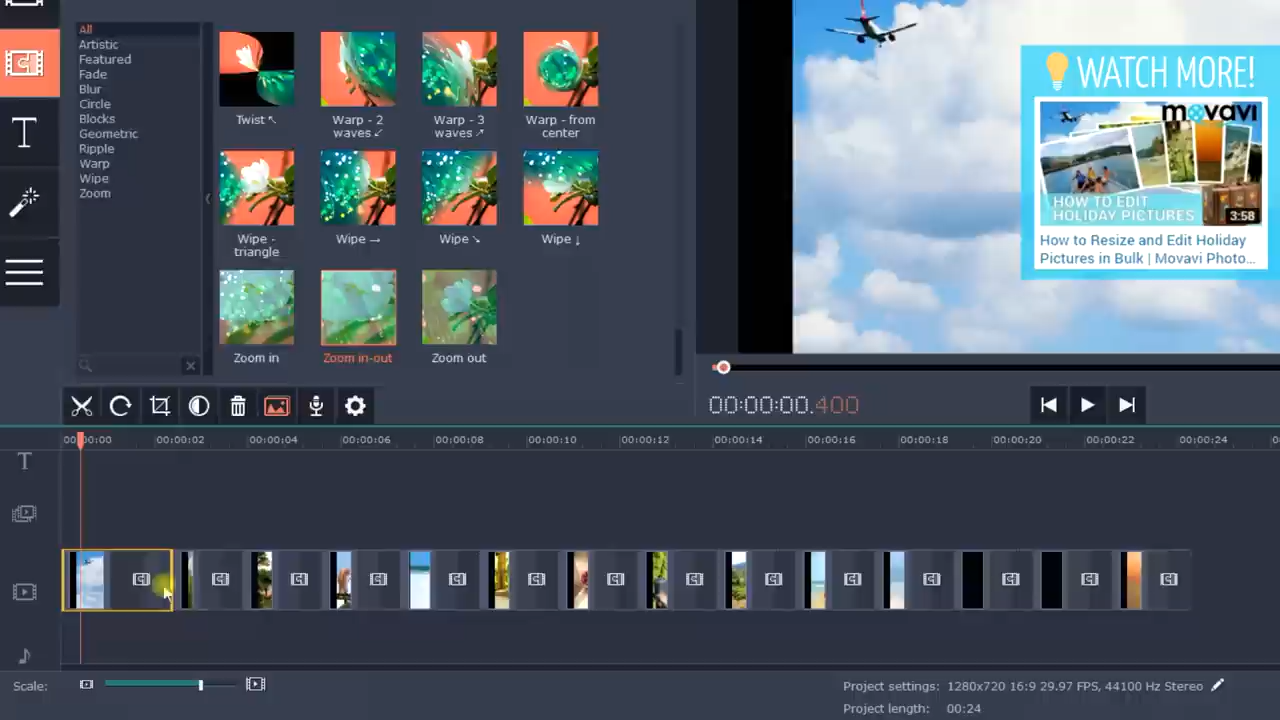 All
Artistic
Featured
Fade
Blur
Circle
Blocks
Geometric
Ripple
Warp
Wipe
Zoom
Twist ↖
Warp - 2
waves ↙
Warp - 3
waves ↗
Warp - from
center
Wipe -
triangle
Wipe →
Wipe ↘
Wipe ↓
Zoom in
Zoom in-out
Zoom out
WATCH MORE!
movavi
HOW TO EDIT
HOLIDAY PICTURES
3:58
How to Resize and Edit Holiday
Pictures in Bulk | Movavi Photo...
00:00:00.400
00:00:00 00:00:02 00:00:04 00:00:06 00:00:08 00:00:10 00:00:12 00:00:14 00:00:16 00:00:18 00:00:20 00:00:22 00:00:24
T
Scale:
Project settings: 1280x720 16:9 29.97 FPS, 44100 Hz Stereo
Project length: 00:24